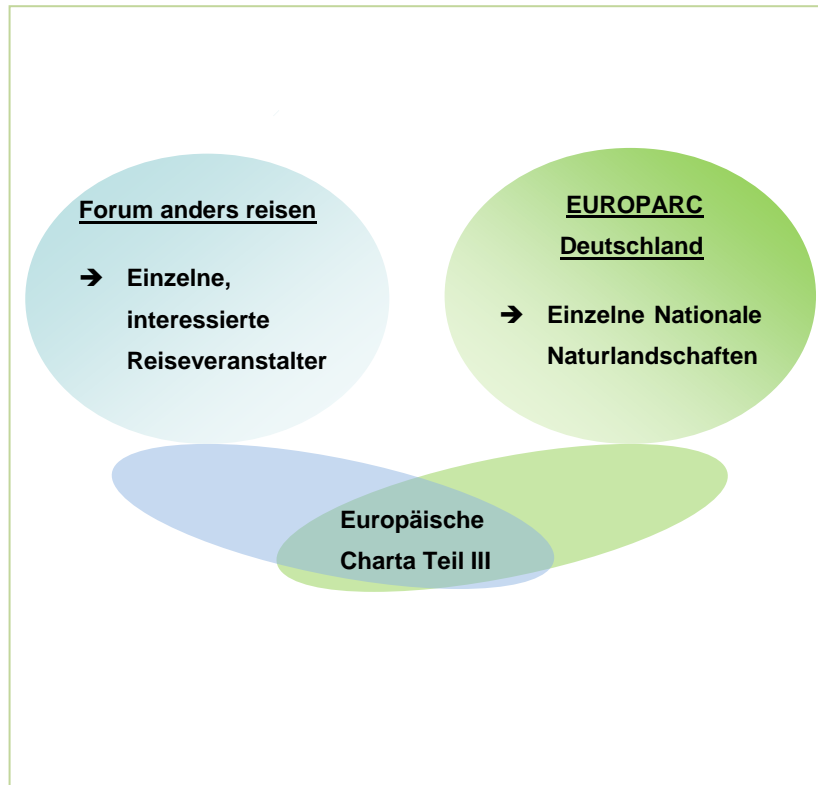 Forum anders reisen
➔ Einzelne,
interessierte
Reiseveranstalter
EUROPARC
Deutschland
➔ Einzelne Nationale
Naturlandschaften
Europäische
Charta Teil III